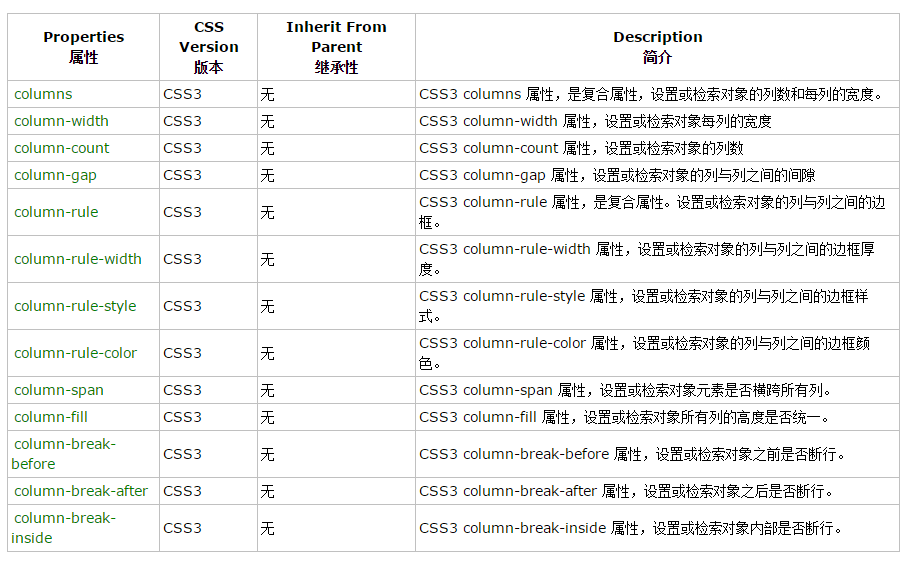 Properties
属性
CSS
Version
版本
Inherit From
Parent
继承性
Description
简介
columns
CSS3
无
CSS3 columns 属性，是复合属性，设置或检索对象的列数和每列的宽度。
column-width
CSS3
无
CSS3 column-width 属性，设置或检索对象每列的宽度
column-count
CSS3
无
CSS3 column-count 属性，设置或检索对象的列数
column-gap
CSS3
无
CSS3 column-gap 属性，设置或检索对象的列与列之间的间隙
column-rule
CSS3
无
CSS3 column-rule 属性，是复合属性。设置或检索对象的列与列之间的边
框。
column-rule-width
CSS3
无
CSS3 column-rule-width 属性，设置或检索对象的列与列之间的边框厚
度。
column-rule-style
CSS3
无
CSS3 column-rule-style 属性，设置或检索对象的列与列之间的边框样
式。
column-rule-color
CSS3
无
CSS3 column-rule-color 属性，设置或检索对象的列与列之间的边框颜
色。
column-span
CSS3
无
CSS3 column-span 属性，设置或检索对象元素是否横跨所有列。
column-fill
CSS3
无
CSS3 column-fill 属性，设置或检索对象所有列的高度是否统一。
column-break-
before
CSS3
无
CSS3 column-break-before 属性，设置或检索对象之前是否断行。
column-break-after
CSS3
无
CSS3 column-break-after 属性，设置或检索对象之后是否断行。
column-break-
inside
CSS3
无
CSS3 column-break-inside 属性，设置或检索对象内部是否断行。